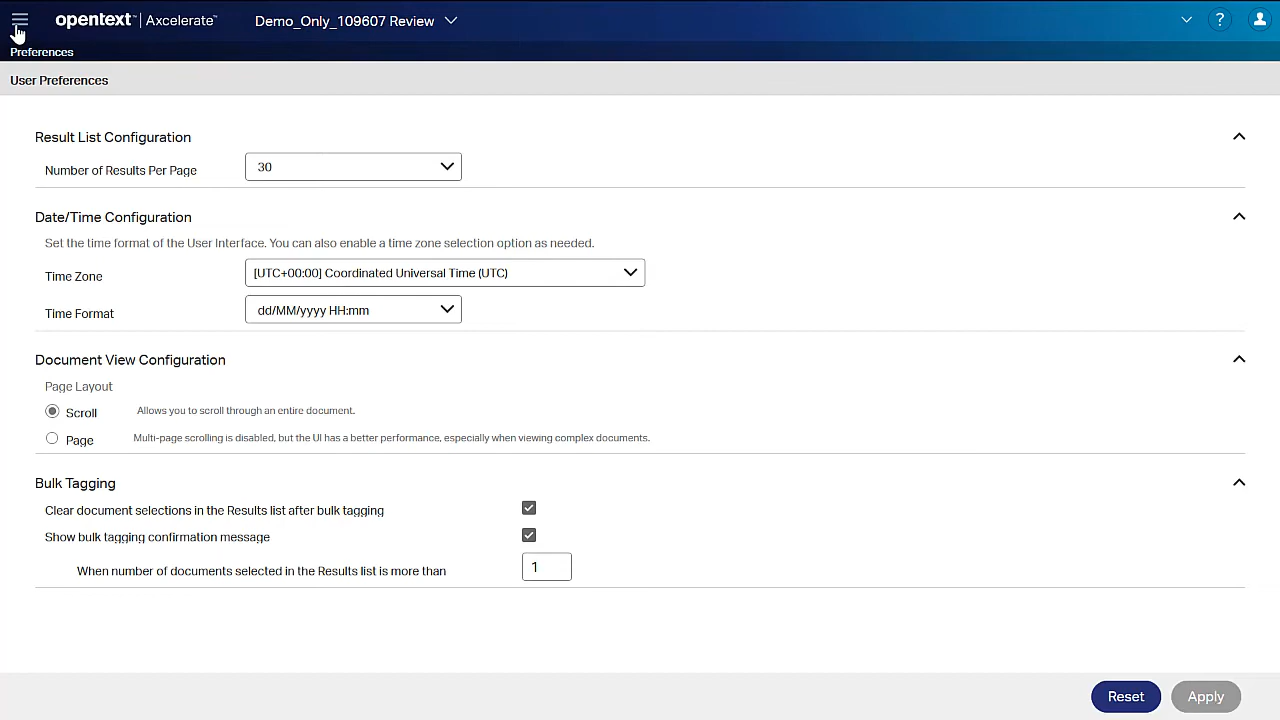 opentext™ | Axcelerate™ Demo_Only_109607 Review ?
Preferences
User Preferences
Result List Configuration
Number of Results Per Page 30
Date/Time Configuration
Set the time format of the User Interface. You can also enable a time zone selection option as needed.
Time Zone [UTC+00:00] Coordinated Universal Time (UTC)
Time Format dd/MM/yyyy HH:mm
Document View Configuration
Page Layout
Scroll Allows you to scroll through an entire document.
Page Multi-page scrolling is disabled, but the UI has a better performance, especially when viewing complex documents.
Bulk Tagging
Clear document selections in the Results list after bulk tagging
Show bulk tagging confirmation message
When number of documents selected in the Results list is more than 1
Reset Apply